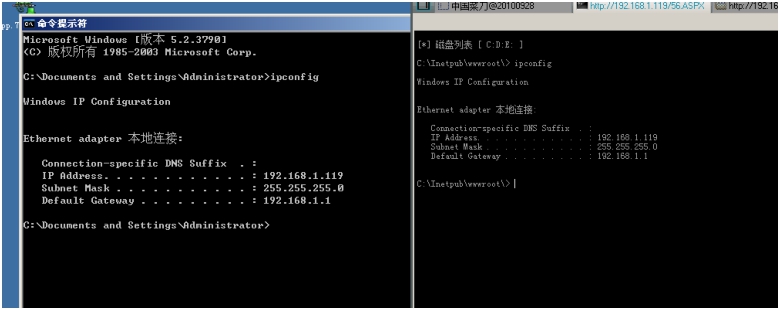 pp.
命令提示符
Microsoft Windows [版本 5.2.3790]
(C) 版权所有 1985-2003 Microsoft Corp.
C:\Documents and Settings\Administrator>ipconfig
Windows IP Configuration
Ethernet adapter 本地连接:
Connection-specific DNS Suffix . :
IP Address. . . . . . . . . . . . : 192.168.1.119
Subnet Mask . . . . . . . . . . . : 255.255.255.0
Default Gateway . . . . . . . . . : 192.168.1.1
C:\Documents and Settings\Administrator>
中国菜刀@20100928
http://192.168.1.119/56.ASPX
http://192.16
[*] 磁盘列表 [ C:D:E: ]
C:\Inetpub\wwwroot\> ipconfig
Windows IP Configuration
Ethernet adapter 本地连接:
Connection-specific DNS Suffix . :
IP Address. . . . . . . . . . . . : 192.168.1.119
Subnet Mask . . . . . . . . . . . : 255.255.255.0
Default Gateway . . . . . . . . . : 192.168.1.1
C:\Inetpub\wwwroot\>